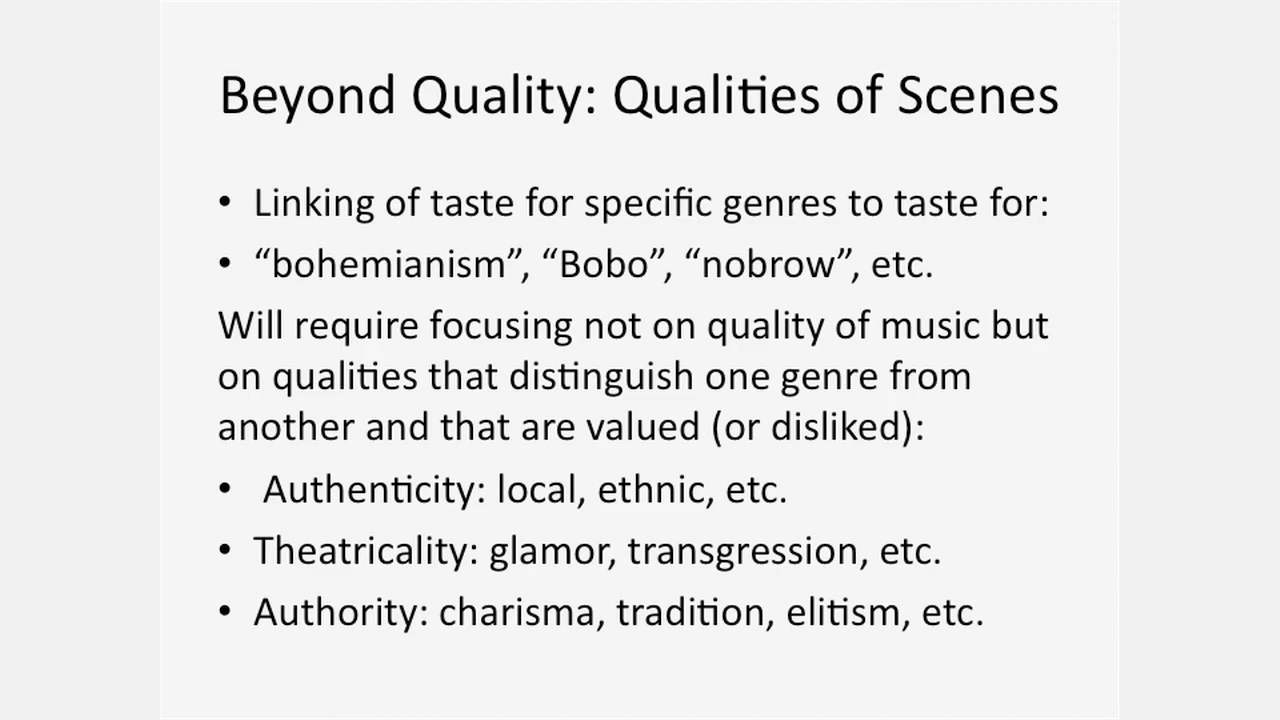 Beyond Quality: Qualities of Scenes
• Linking of taste for specific genres to taste for:
• “bohemianism”, “Bobo”, “nobrow”, etc.
Will require focusing not on quality of music but
on qualities that distinguish one genre from
another and that are valued (or disliked):
• Authenticity: local, ethnic, etc.
• Theatricality: glamor, transgression, etc.
• Authority: charisma, tradition, elitism, etc.